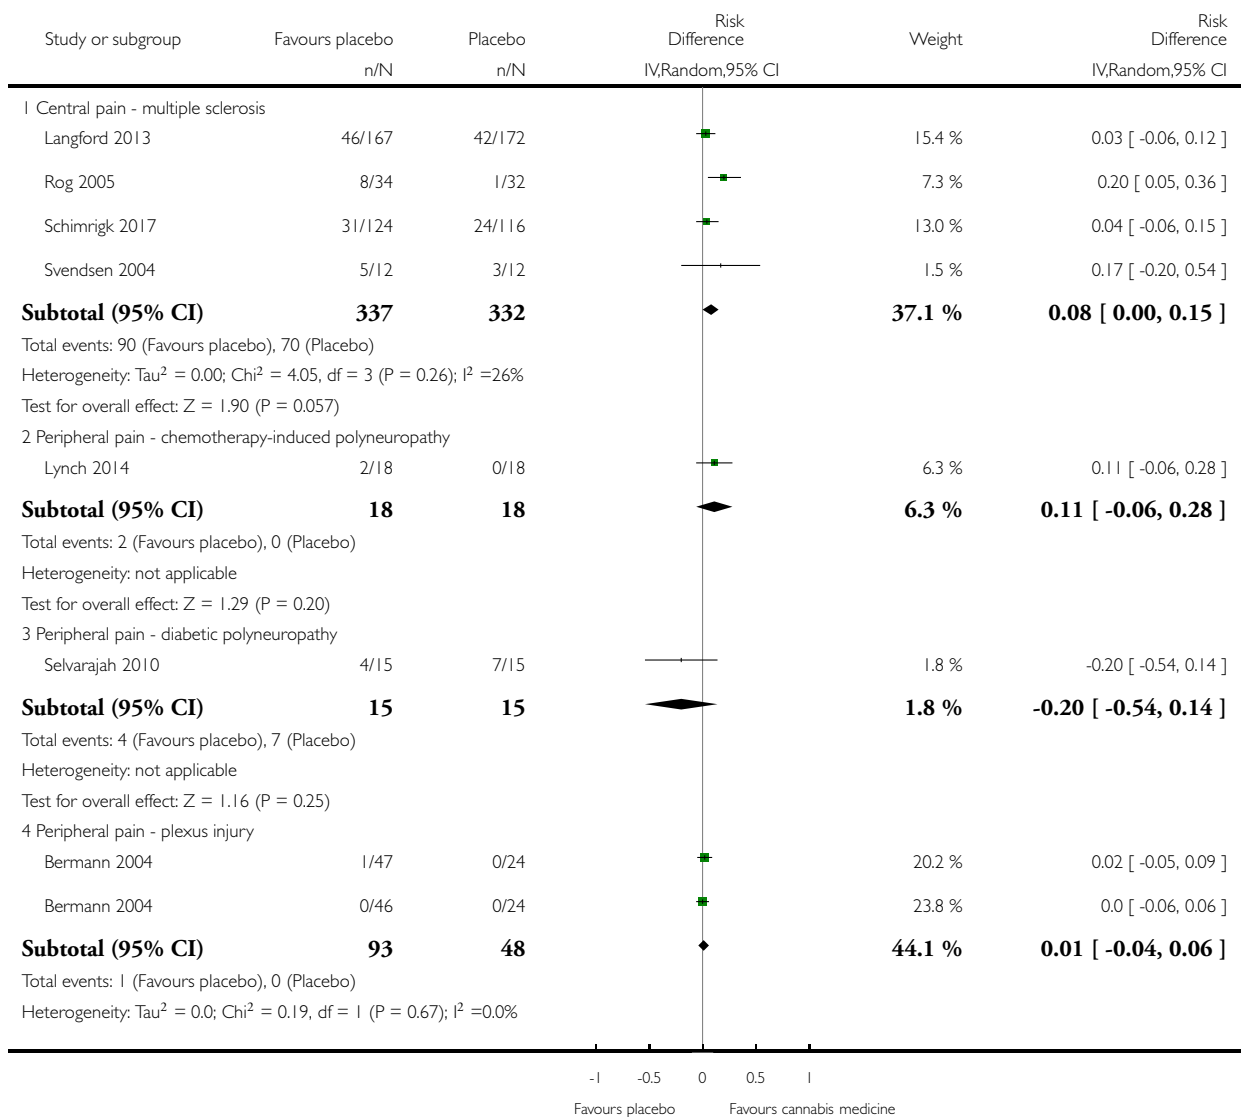 Study or subgroup Favours placebo Placebo Risk Difference Weight Risk Difference
n/N n/N IV,Random,95% CI IV,Random,95% CI
1 Central pain - multiple sclerosis
Langford 2013 46/167 42/172 15.4 % 0.03 [ -0.06, 0.12 ]
Rog 2005 8/34 1/32 7.3 % 0.20 [ 0.05, 0.36 ]
Schimrigk 2017 31/124 24/116 13.0 % 0.04 [ -0.06, 0.15 ]
Svendsen 2004 5/12 3/12 1.5 % 0.17 [ -0.20, 0.54 ]
Subtotal (95% CI) 337 332 37.1 % 0.08 [ 0.00, 0.15 ]
Total events: 90 (Favours placebo), 70 (Placebo)
Heterogeneity: Tau² = 0.00; Chi² = 4.05, df = 3 (P = 0.26); I² =26%
Test for overall effect: Z = 1.90 (P = 0.057)
2 Peripheral pain - chemotherapy-induced polyneuropathy
Lynch 2014 2/18 0/18 6.3 % 0.11 [ -0.06, 0.28 ]
Subtotal (95% CI) 18 18 6.3 % 0.11 [ -0.06, 0.28 ]
Total events: 2 (Favours placebo), 0 (Placebo)
Heterogeneity: not applicable
Test for overall effect: Z = 1.29 (P = 0.20)
3 Peripheral pain - diabetic polyneuropathy
Selvarajah 2010 4/15 7/15 1.8 % -0.20 [ -0.54, 0.14 ]
Subtotal (95% CI) 15 15 1.8 % -0.20 [ -0.54, 0.14 ]
Total events: 4 (Favours placebo), 7 (Placebo)
Heterogeneity: not applicable
Test for overall effect: Z = 1.16 (P = 0.25)
4 Peripheral pain - plexus injury
Bermann 2004 1/47 0/24 20.2 % 0.02 [ -0.05, 0.09 ]
Bermann 2004 0/46 0/24 23.8 % 0.0 [ -0.06, 0.06 ]
Subtotal (95% CI) 93 48 44.1 % 0.01 [ -0.04, 0.06 ]
Total events: 1 (Favours placebo), 0 (Placebo)
Heterogeneity: Tau² = 0.0; Chi² = 0.19, df = 1 (P = 0.67); I² =0.0%
-1 -0.5 0 0.5 1
Favours placebo Favours cannabis medicine